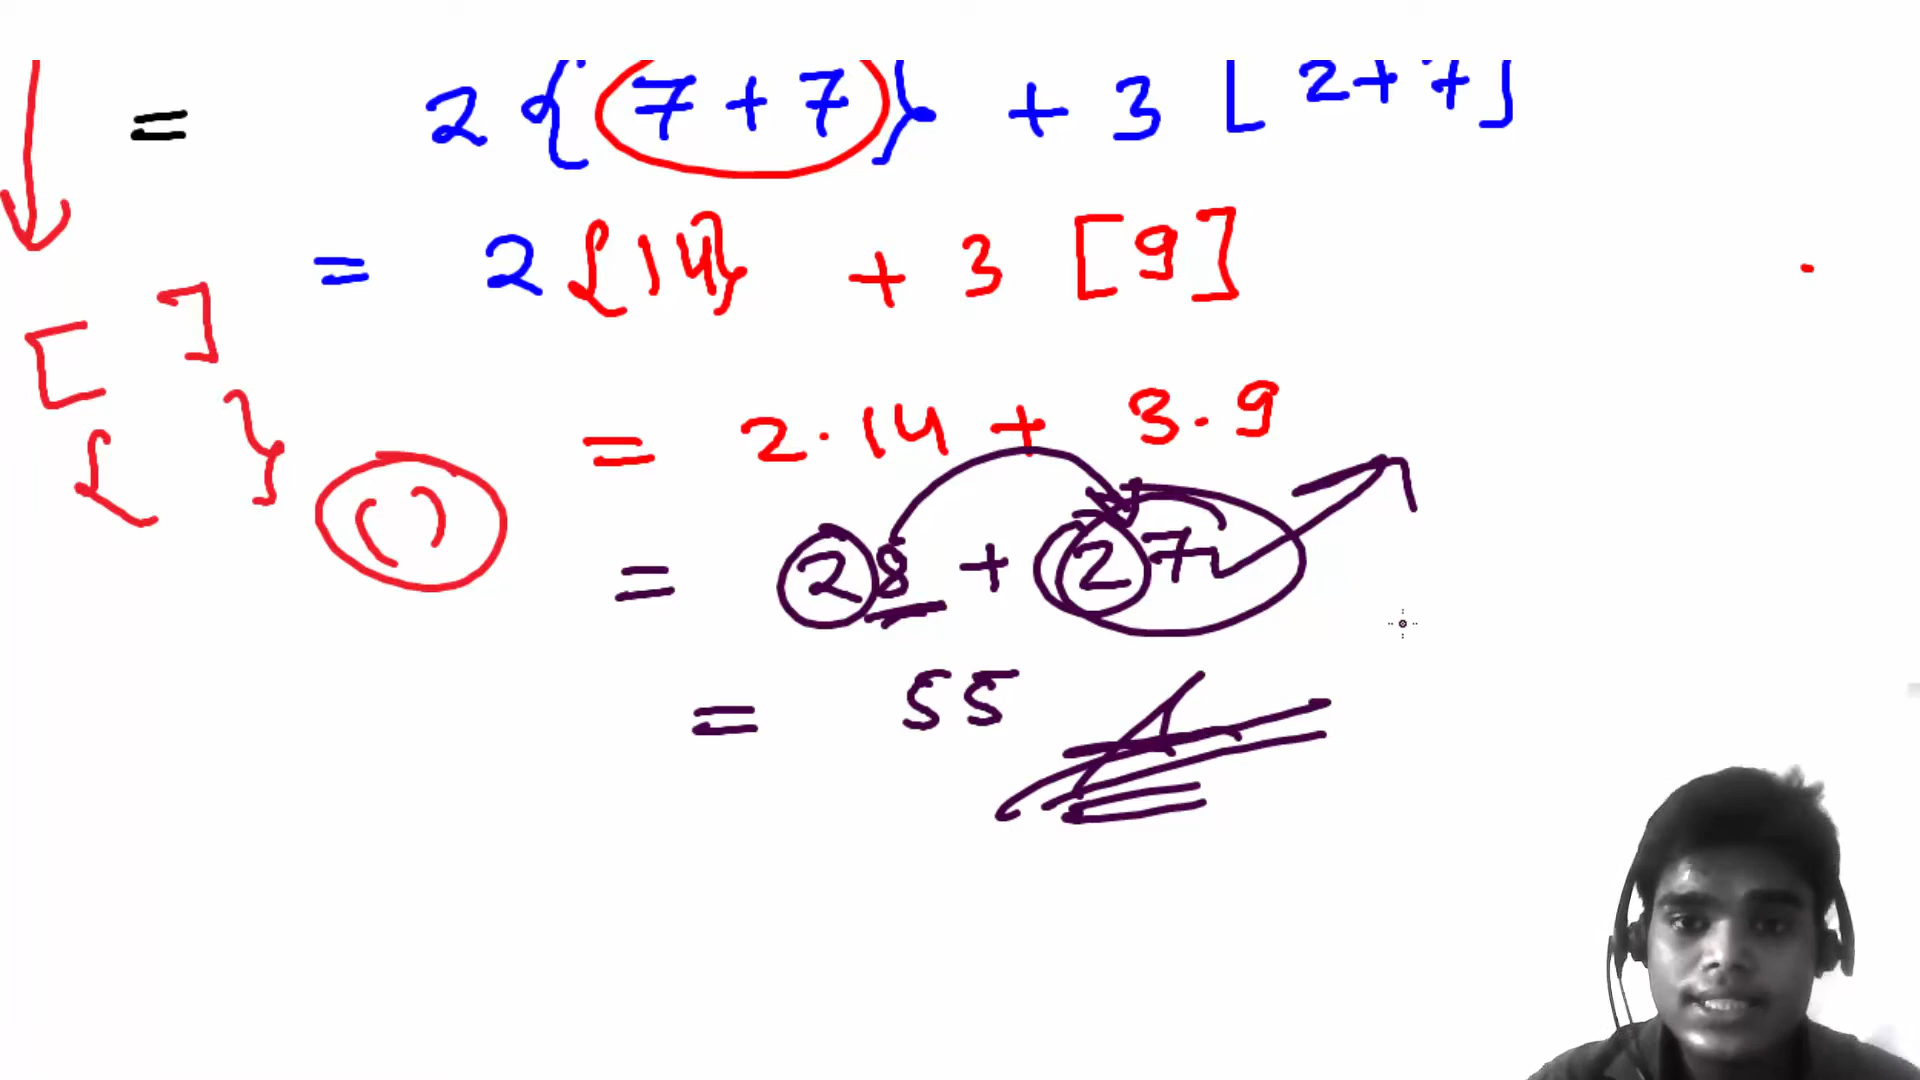 = 2 { 7 + 7 } + 3 [ 2 + 7 ]
= 2 { 14 } + 3 [ 9 ]
[ ]
{ }
( )
= 2 . 14 + 3 . 9
= 28 + 27
= 55